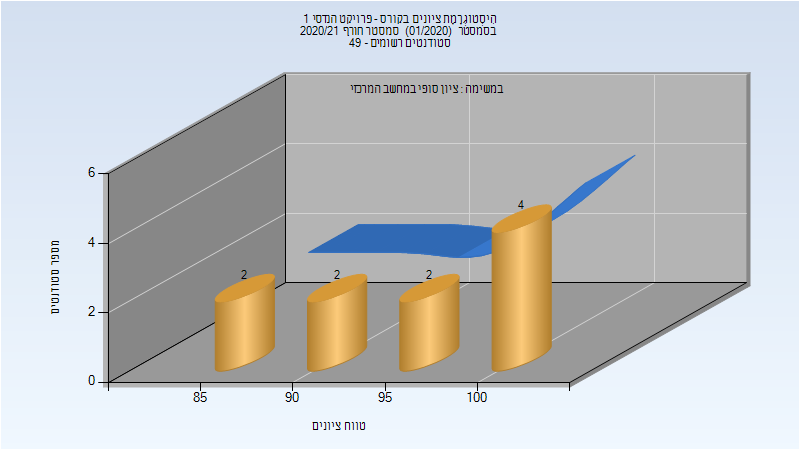 היסטוגרמת ציונים בקורס - פרויקט הנדסי 1
בסמסטר (01/2020) סמסטר חורף 2020/21
סטודנטים רשומים - 49
במשימה : ציון סופי במחשב המרכזי
מספר סטודנטים
6
4
2
0
2
2
2
4
85
90
95
100
טווח ציונים